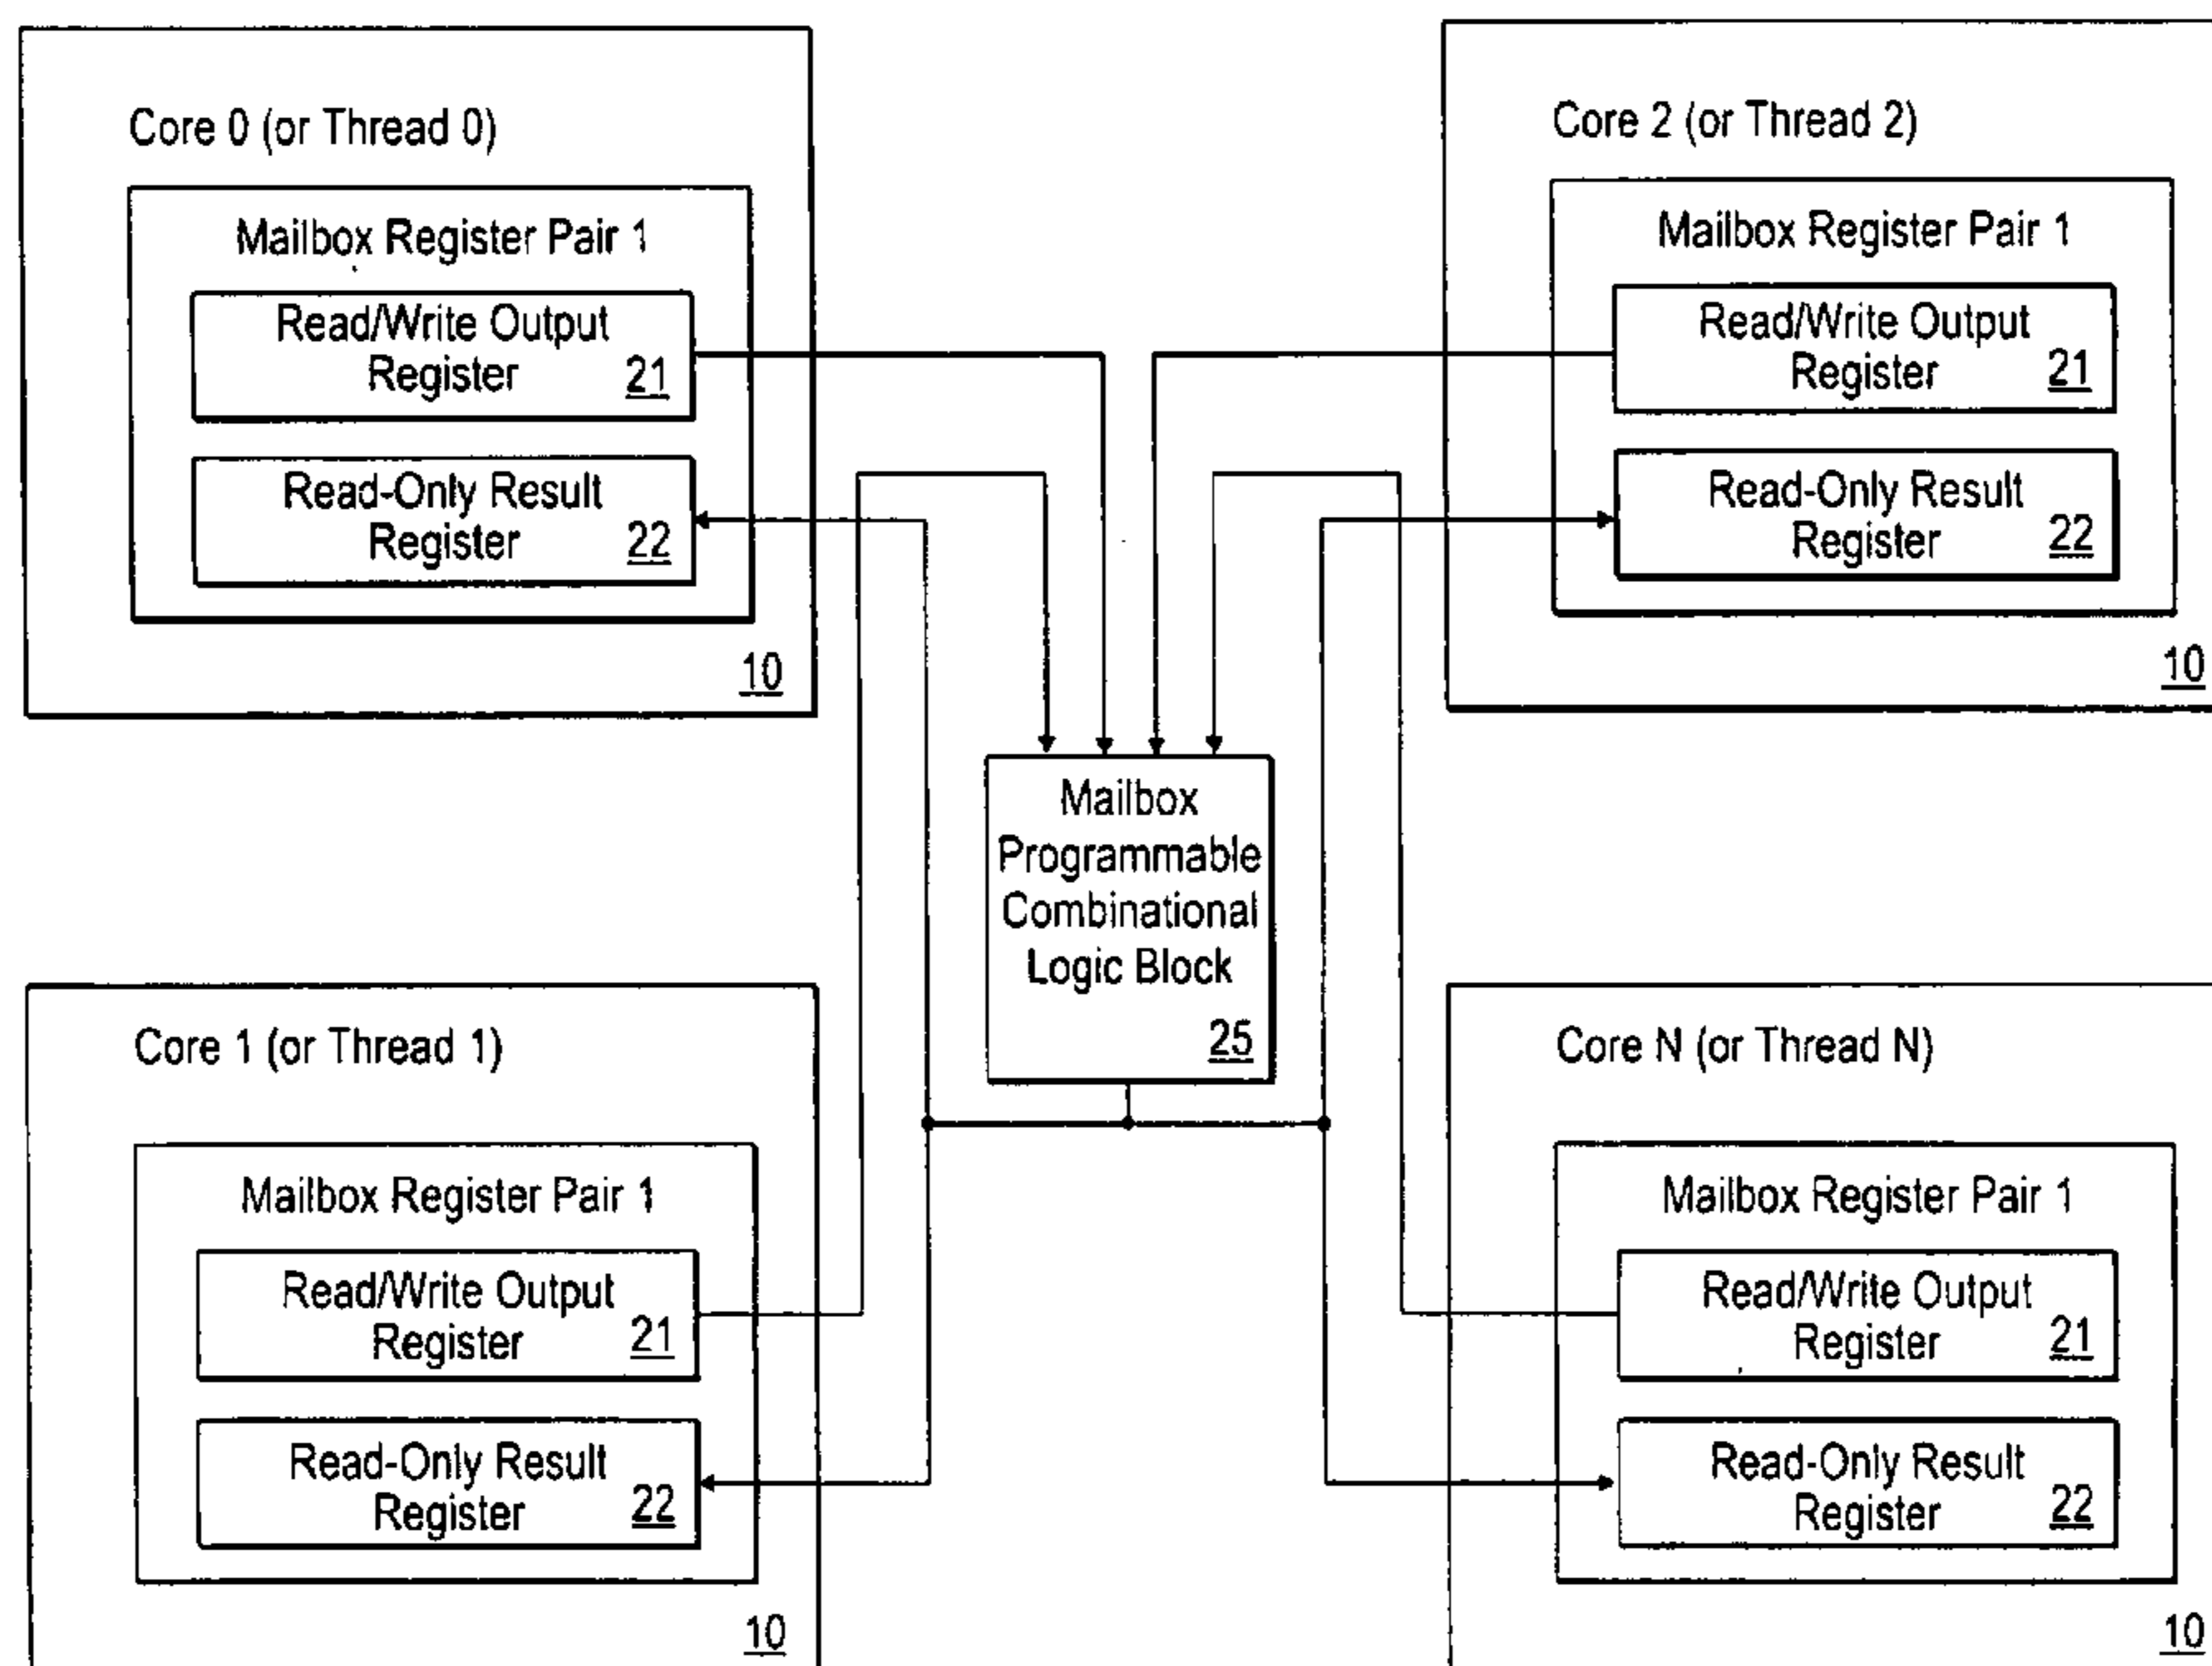 Core 0 (or Thread 0)
Mailbox Register Pair 1
Read/Write Output
Register 21
Read-Only Result
Register 22
10
Core 2 (or Thread 2)
Mailbox Register Pair 1
Read/Write Output
Register 21
Read-Only Result
Register 22
10
Mailbox
Programmable
Combinational
Logic Block
25
Core 1 (or Thread 1)
Mailbox Register Pair 1
Read/Write Output
Register 21
Read-Only Result
Register 22
10
Core N (or Thread N)
Mailbox Register Pair 1
Read/Write Output
Register 21
Read-Only Result
Register 22
10